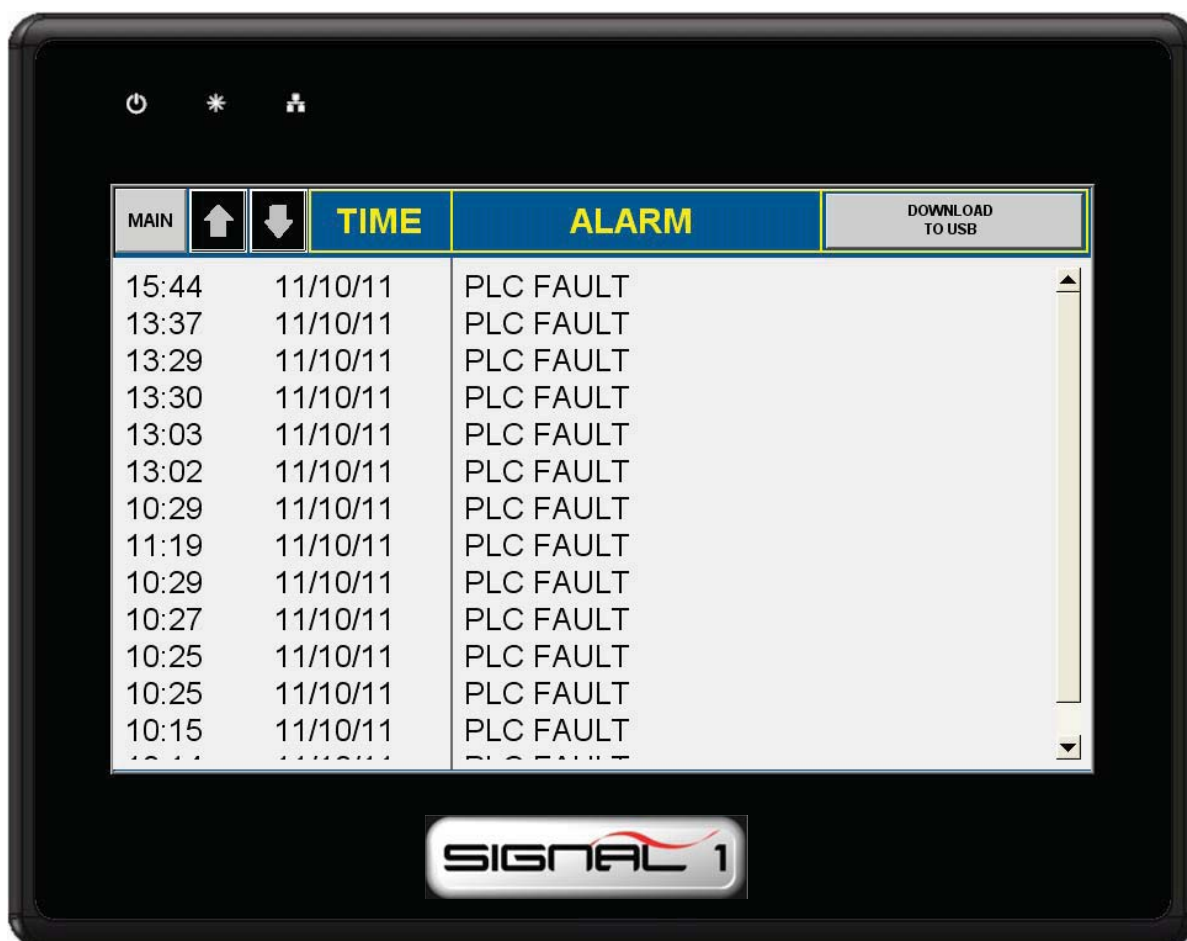 MAIN TIME ALARM DOWNLOAD
TO USB
15:44 11/10/11 PLC FAULT
13:37 11/10/11 PLC FAULT
13:29 11/10/11 PLC FAULT
13:30 11/10/11 PLC FAULT
13:03 11/10/11 PLC FAULT
13:02 11/10/11 PLC FAULT
10:29 11/10/11 PLC FAULT
11:19 11/10/11 PLC FAULT
10:29 11/10/11 PLC FAULT
10:27 11/10/11 PLC FAULT
10:25 11/10/11 PLC FAULT
10:25 11/10/11 PLC FAULT
10:15 11/10/11 PLC FAULT
SIGNAL 1